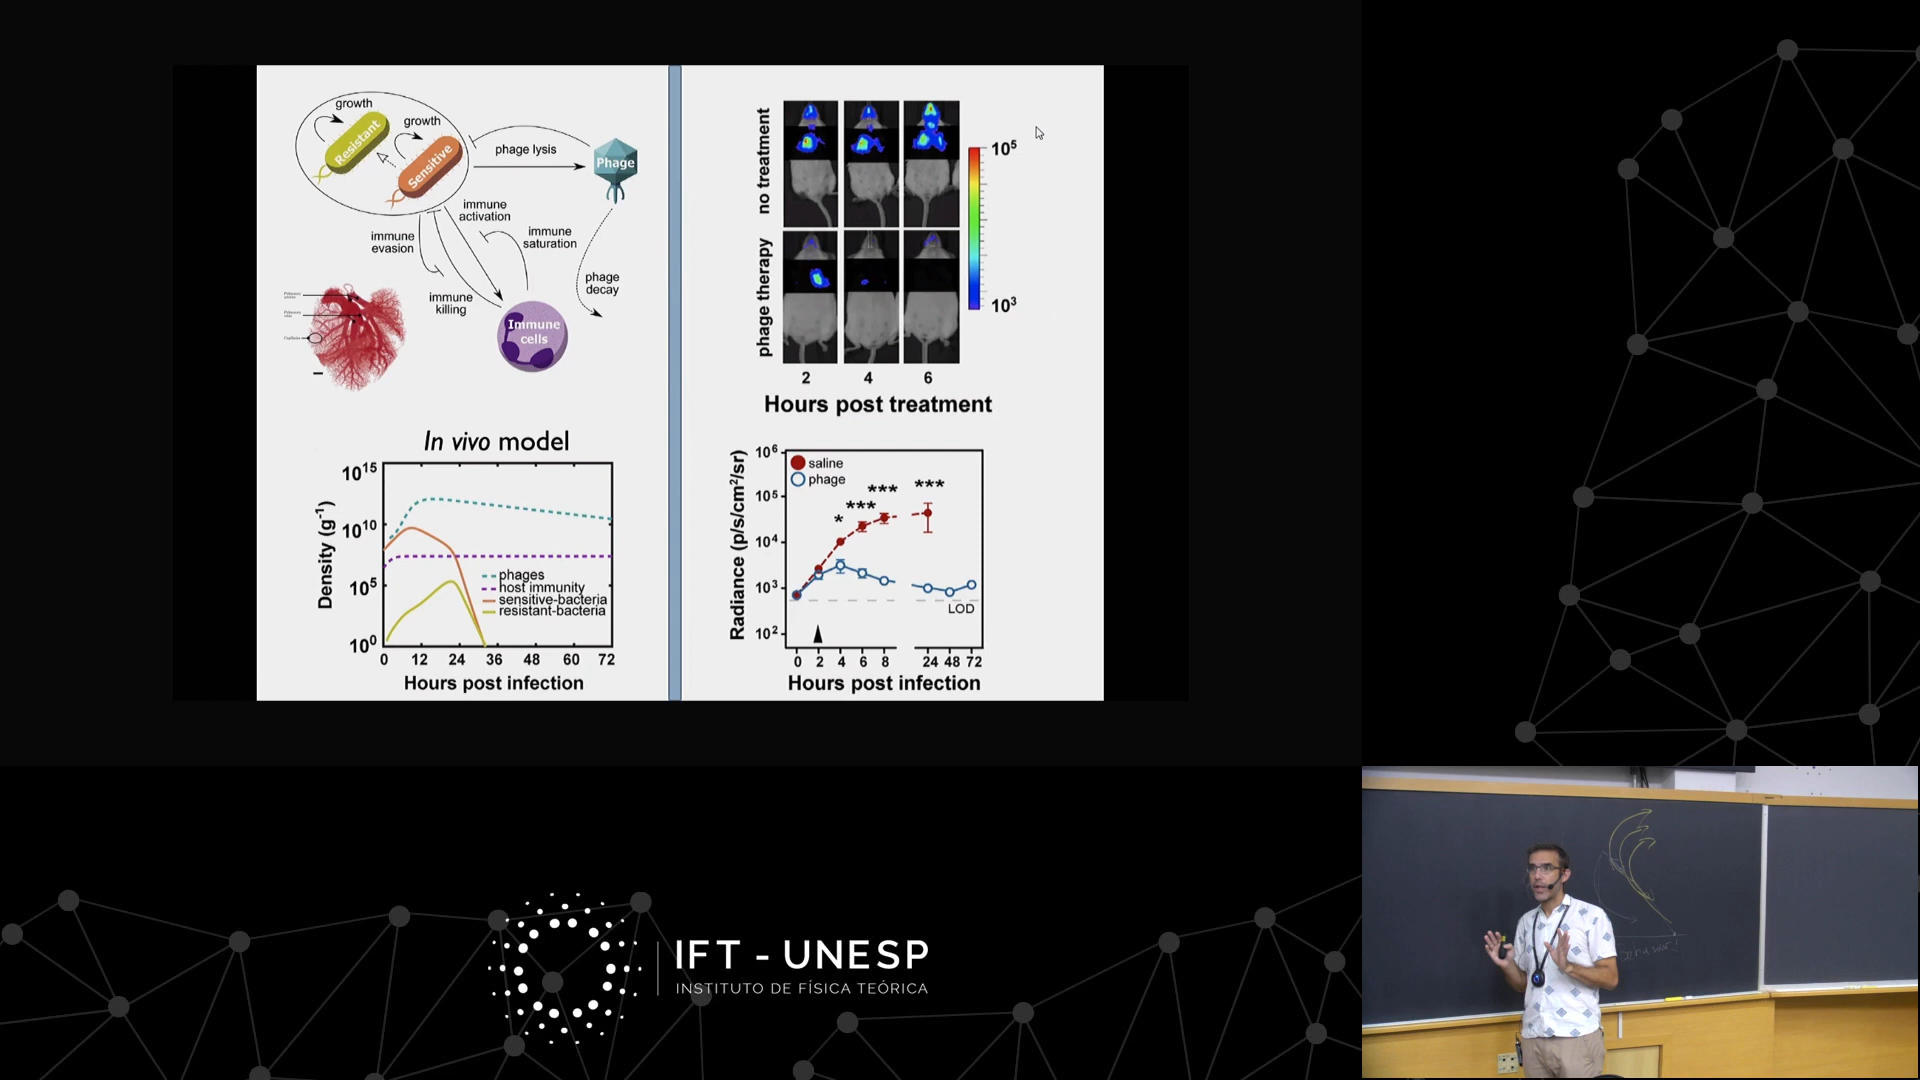 growth
Resistant
growth
Sensitive
phage lysis
Phage
immune
activation
immune
evasion
immune
saturation
immune
killing
phage
decay
Immune
cells
In vivo model
Density (g⁻¹)
10¹⁵
10¹⁰
10⁵
10⁰
phages
host immunity
sensitive-bacteria
resistant-bacteria
0 12 24 36 48 60 72
Hours post infection
no treatment
phage therapy
10⁵
10³
2 4 6
Hours post treatment
Radiance (p/s/cm²/sr)
10⁶
10⁵
10⁴
10³
10²
saline
phage
* *** *** ***
LOD
0 2 4 6 8 24 48 72
Hours post infection
IFT - UNESP
INSTITUTO DE FÍSICA TEÓRICA